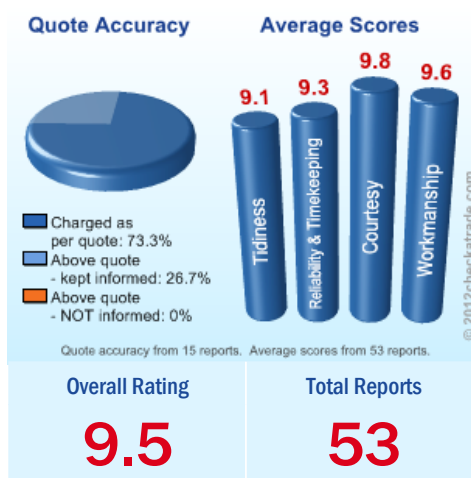 Quote Accuracy
Average Scores
9.1
9.3
9.8
9.6
Tidiness
Reliability & Timekeeping
Courtesy
Workmanship
Charged as
per quote: 73.3%
Above quote
- kept informed: 26.7%
Above quote
- NOT informed: 0%
© 2012checkatrade.com
Quote accuracy from 15 reports. Average scores from 53 reports.
Overall Rating
Total Reports
9.5
53